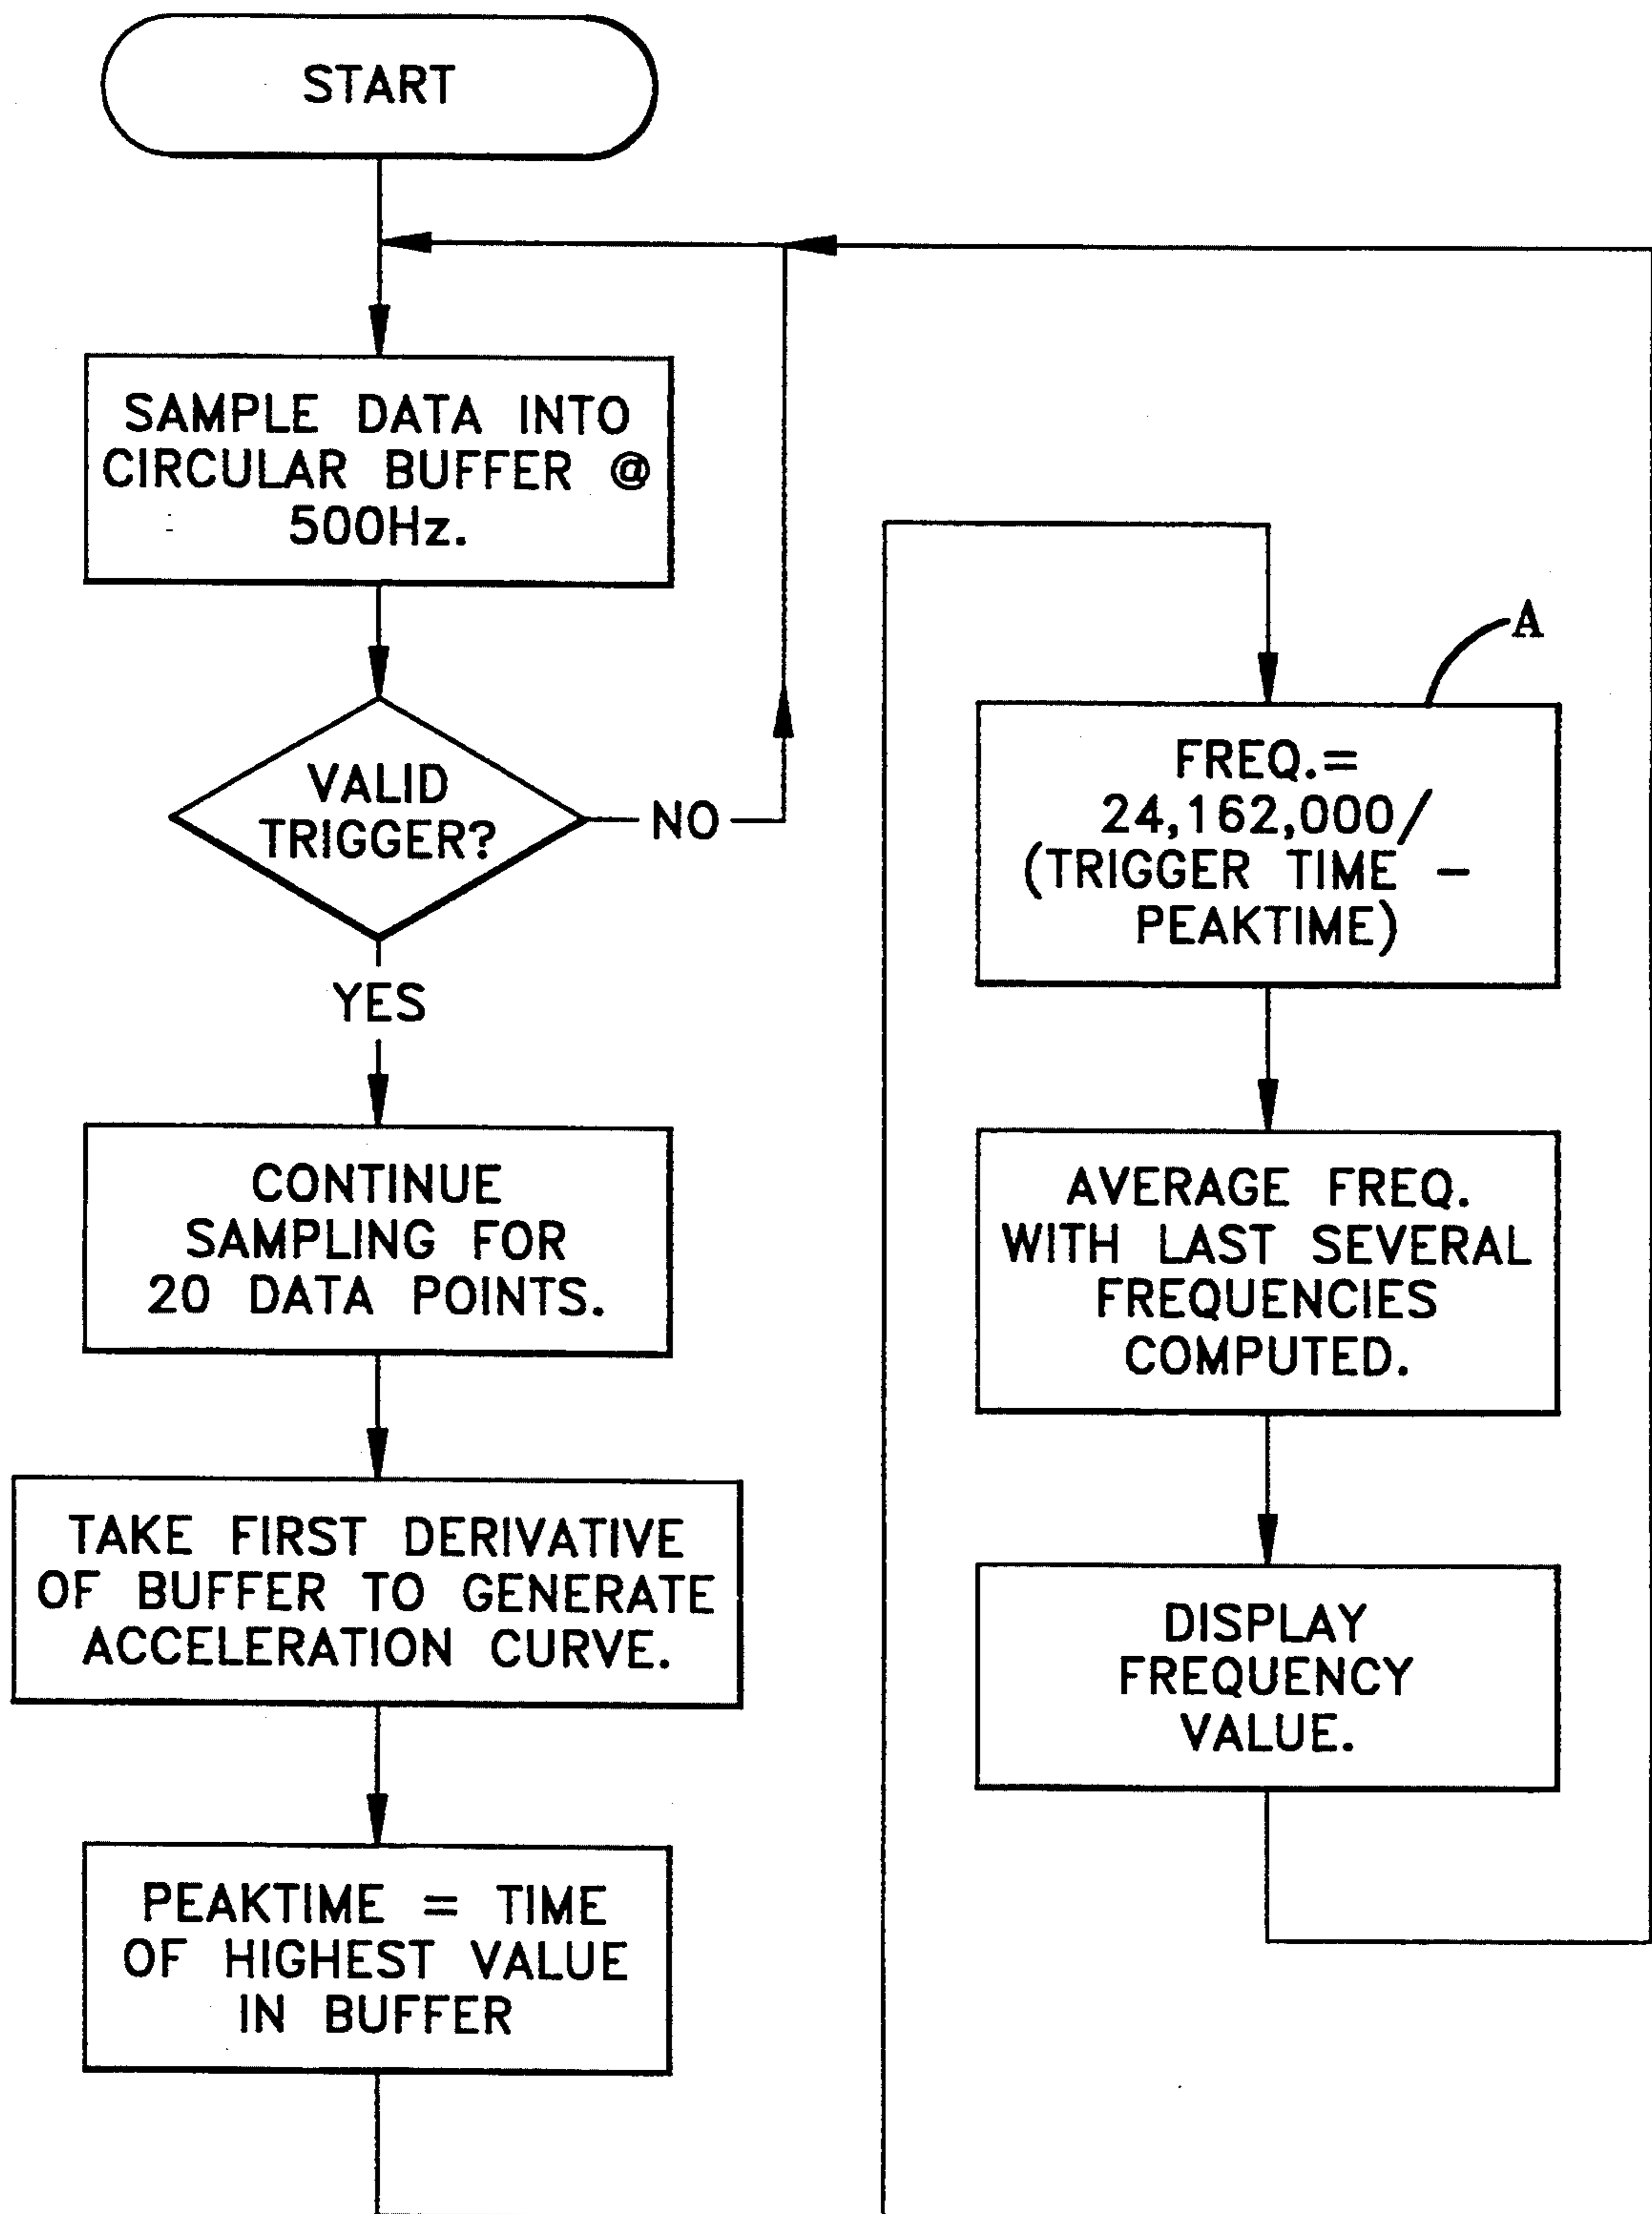 START
SAMPLE DATA INTO
CIRCULAR BUFFER @
500Hz.
VALID
TRIGGER?
NO
YES
CONTINUE
SAMPLING FOR
20 DATA POINTS.
TAKE FIRST DERIVATIVE
OF BUFFER TO GENERATE
ACCELERATION CURVE.
PEAKTIME = TIME
OF HIGHEST VALUE
IN BUFFER
A
FREQ.=
24,162,000/
(TRIGGER TIME -
PEAKTIME)
AVERAGE FREQ.
WITH LAST SEVERAL
FREQUENCIES
COMPUTED.
DISPLAY
FREQUENCY
VALUE.